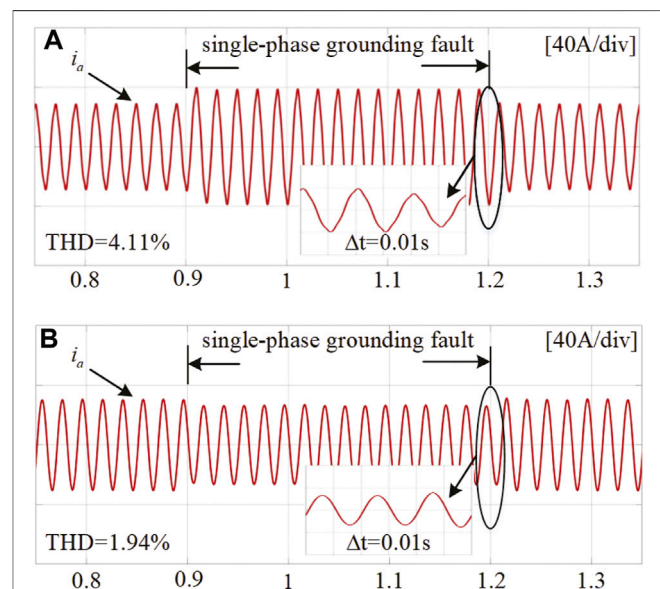 A
single-phase grounding fault
[40A/div]
i_a
THD=4.11%
Δt=0.01s
0.8 0.9 1 1.1 1.2 1.3
B
single-phase grounding fault
[40A/div]
i_a
THD=1.94%
Δt=0.01s
0.8 0.9 1 1.1 1.2 1.3